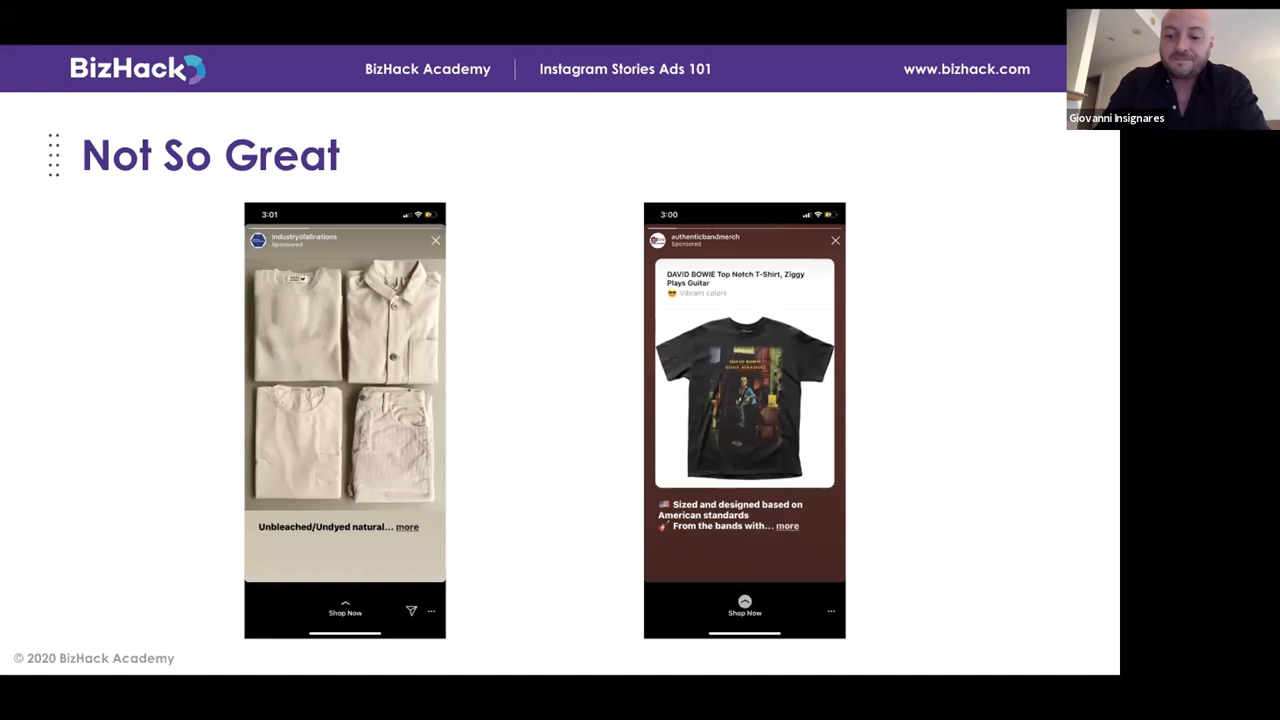 BizHack
BizHack Academy
Instagram Stories Ads 101
www.bizhack.com
Giovanni Insignares
Not So Great
3:01
industryofallnations
Sponsored
Unbleached/Undyed natural... more
Shop Now
3:00
authenticbandmerch
Sponsored
DAVID BOWIE Top Notch T-Shirt, Ziggy
Plays Guitar
😎 Vibrant colors
DAVID BOWIE
🇺🇸 Sized and designed based on
American standards
🎸 From the bands with... more
Shop Now
© 2020 BizHack Academy